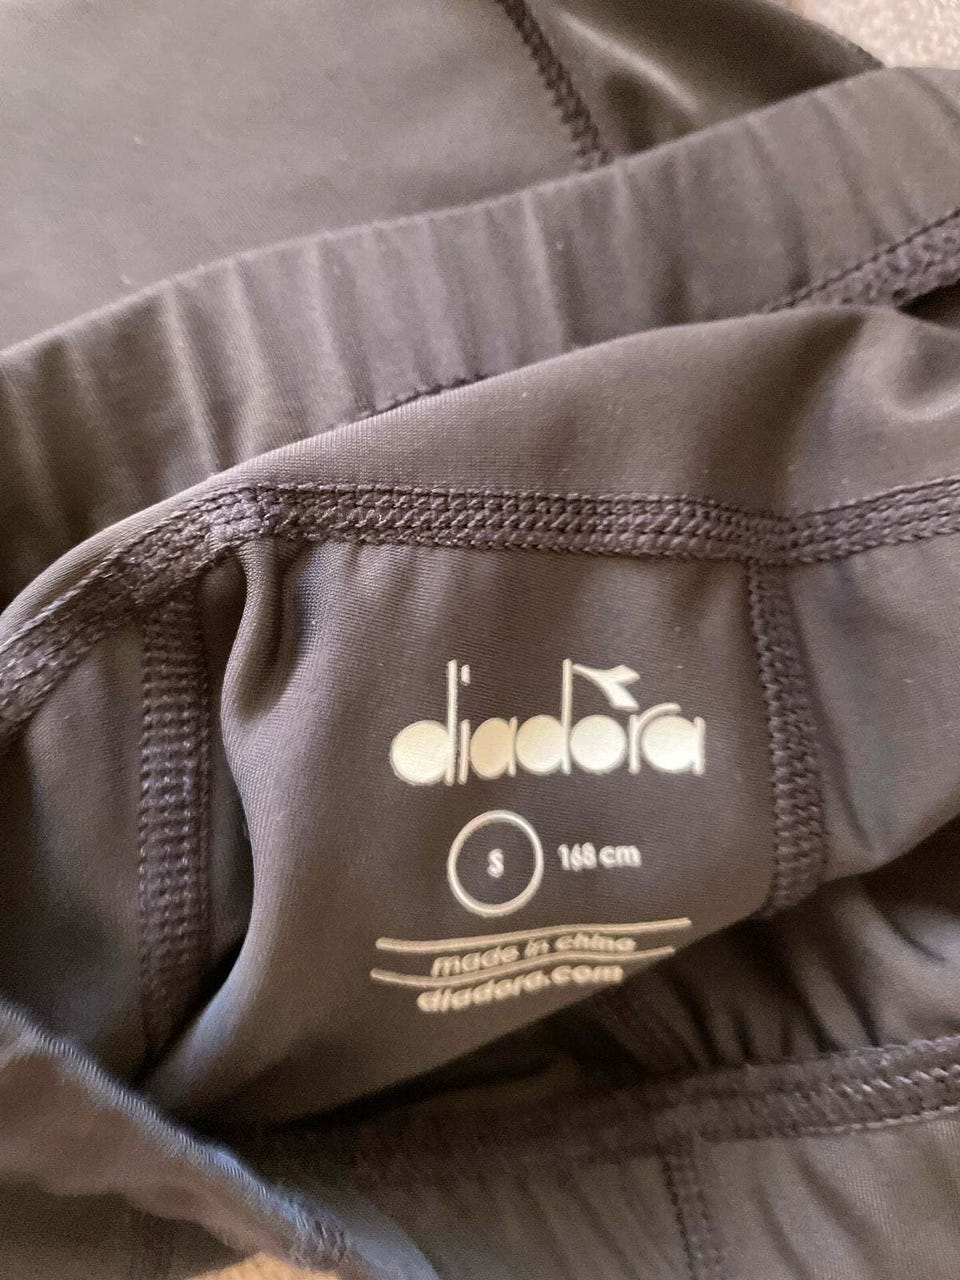 diadora
S 168 cm
made in china
diadora.com